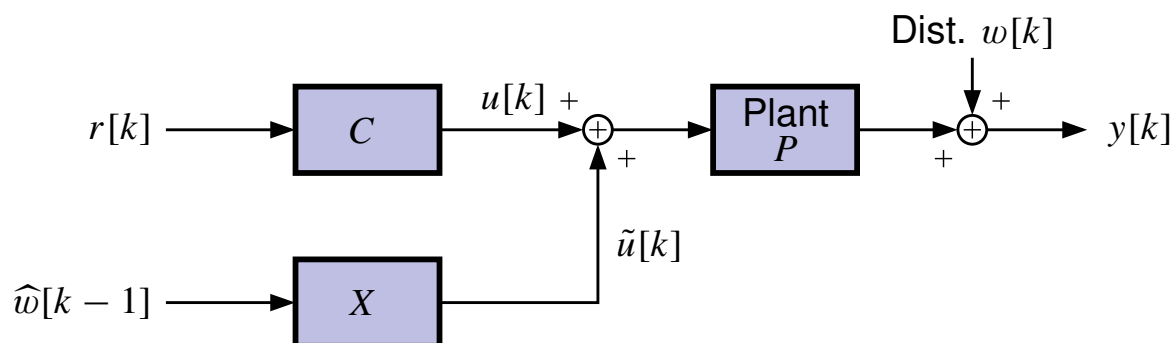 Dist. w[k]
r[k]
C
u[k]
+
+
+
Plant
P
+
+
+
y[k]
ŵ[k − 1]
X
ũ[k]